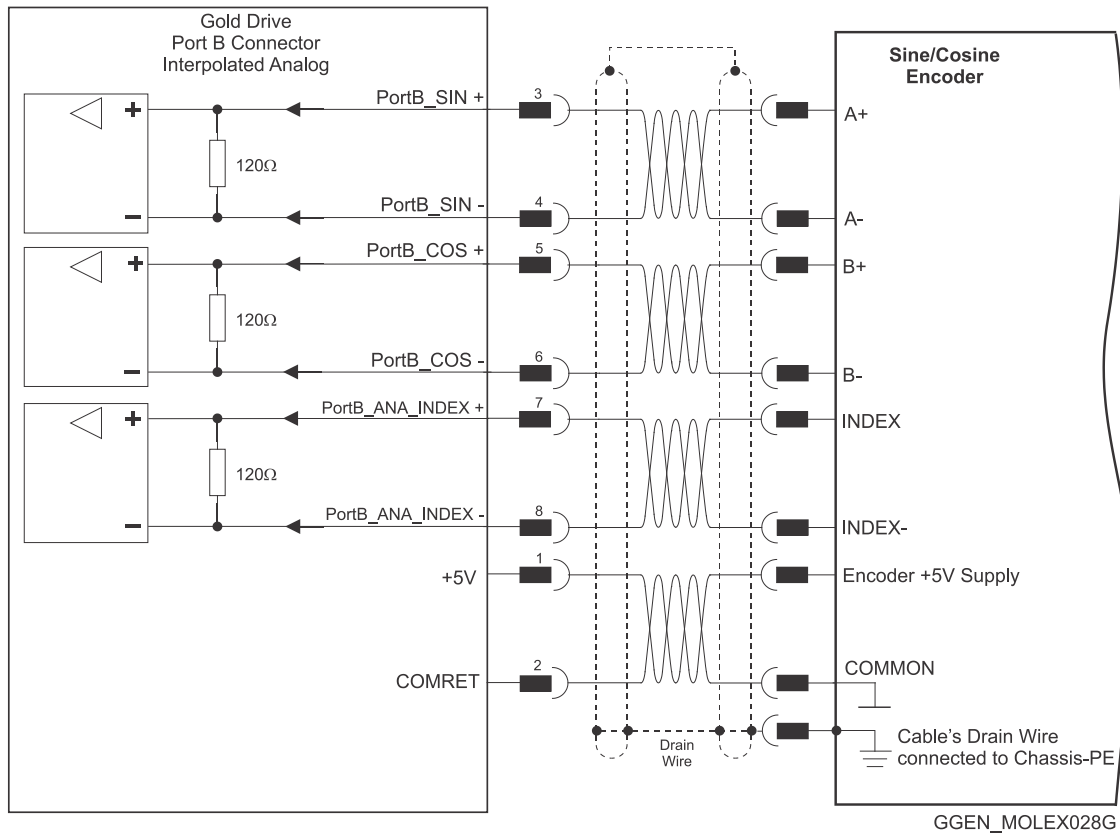 Gold Drive
Port B Connector
Interpolated Analog
Sine/Cosine
Encoder
+
PortB_SIN +
3
A+
120Ω
-
PortB_SIN -
4
A-
+
PortB_COS +
5
B+
120Ω
-
PortB_COS -
6
B-
+
PortB_ANA_INDEX +
7
INDEX
120Ω
-
PortB_ANA_INDEX -
8
INDEX-
+5V
1
Encoder +5V Supply
COMRET
2
COMMON
Drain
Wire
Cable's Drain Wire
connected to Chassis-PE
GGEN_MOLEX028G